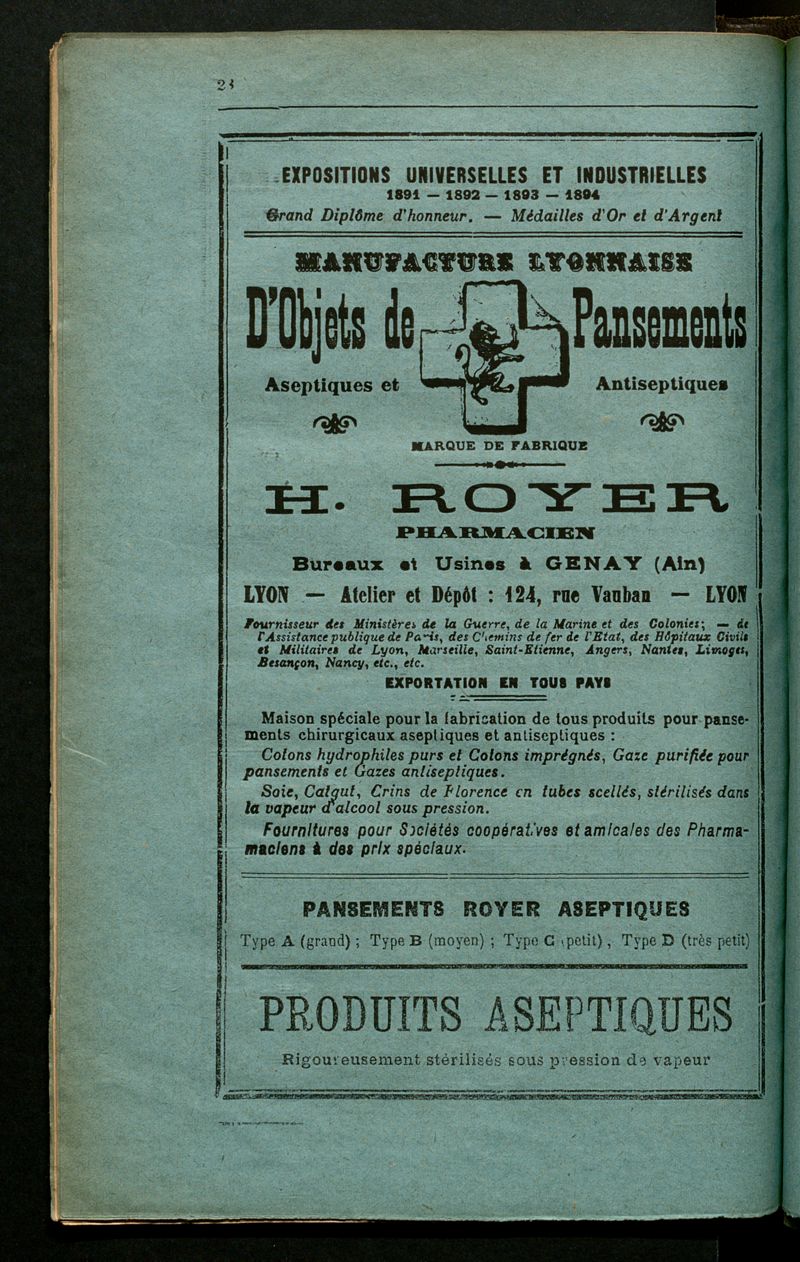 EXPOSITIONS UNIVERSELLES ET INDUSTRIELLES
1891 — 1892 — 1893 — 1894
Grand Diplôme d'honneur. — Médailles d'Or et d'Argent
MANUFACTURE LYONNAISE
D'Objets de Pansements
Aseptiques et Antiseptiques
MARQUE DE FABRIQUE
H. ROYER
PHARMACIEN
Bureaux et Usines à GENAY (Ain)
LYON — Atelier et Dépôt : 124, rue Vauban — LYON
Fournisseur des Ministères de la Guerre, de la Marine et des Colonies; — de
l'Assistance publique de Paris, des Chemins de fer de l'Etat, des Hôpitaux Civils
et Militaires de Lyon, Marseille, Saint-Etienne, Angers, Nantes, Limoges,
Besançon, Nancy, etc., etc.
EXPORTATION EN TOUS PAYS
Maison spéciale pour la fabrication de tous produits pour panse-
ments chirurgicaux aseptiques et antiseptiques :
Cotons hydrophiles purs et Cotons imprégnés, Gaze purifiée pour
pansements et Gazes antiseptiques.
Soie, Catgut, Crins de Florence en tubes scellés, stérilisés dans
la vapeur d'alcool sous pression.
Fournitures pour Sociétés coopératives et amicales des Pharma-
maciens à des prix spéciaux.
PANSEMENTS ROYER ASEPTIQUES
Type A (grand) ; Type B (moyen) ; Type C (petit), Type D (très petit)
PRODUITS ASEPTIQUES
Rigoureusement stérilisés sous pression de vapeur